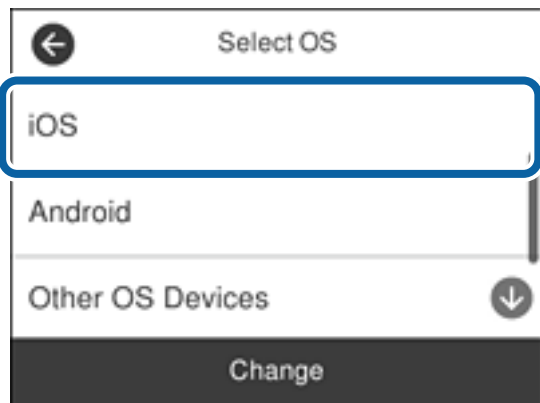 Select OS
iOS
Android
Other OS Devices
Change